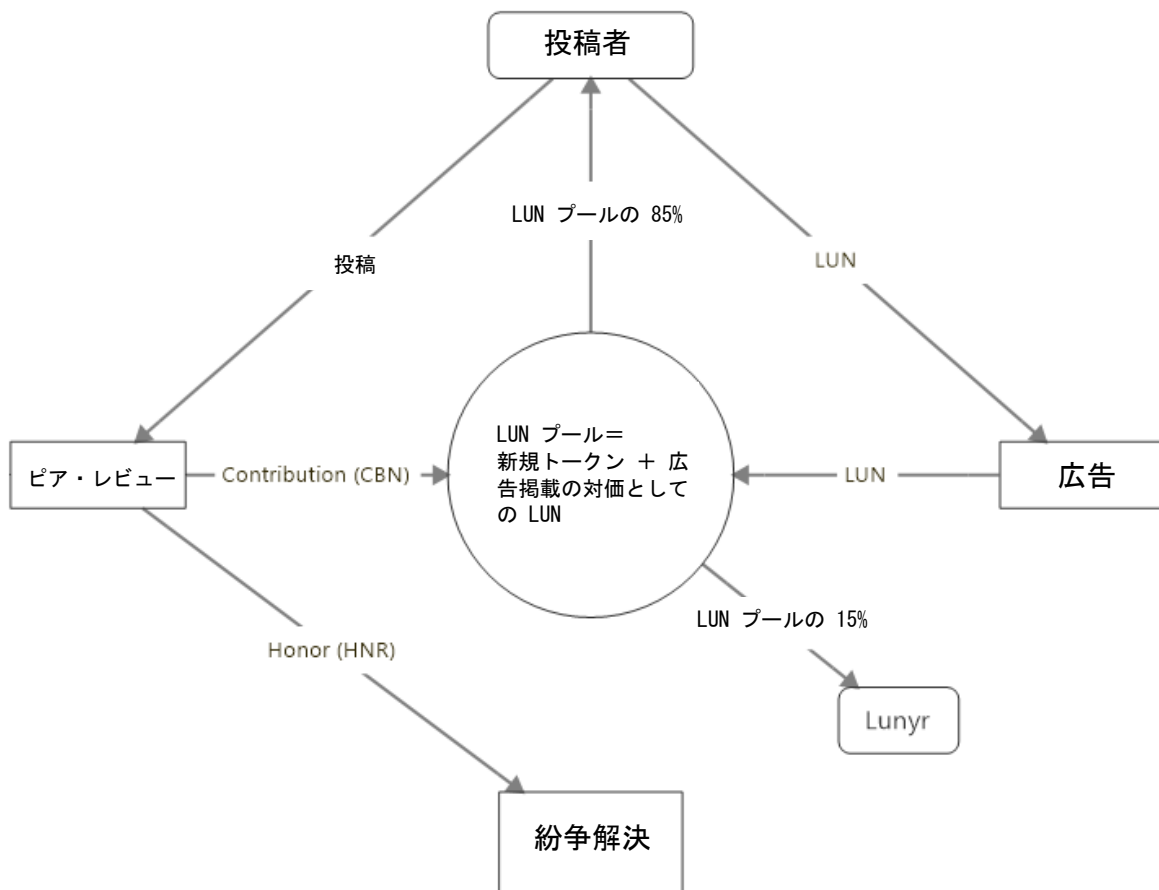 投稿者
LUN プールの 85%
投稿
LUN
LUN プール＝
新規トークン ＋ 広
告掲載の対価として
の LUN
ピア・レビュー
Contribution (CBN)
LUN
広告
LUN プールの 15%
Honor (HNR)
Lunyr
紛争解決